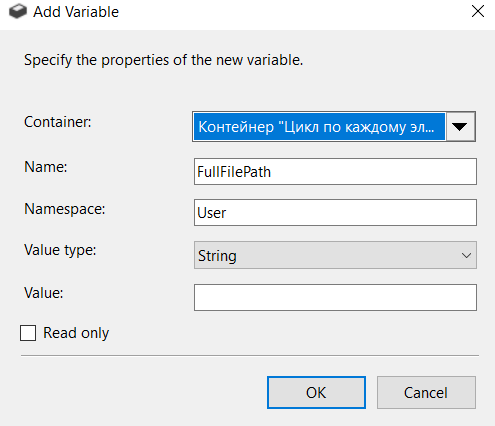 Add Variable
Specify the properties of the new variable.
Container:
Контейнер "Цикл по каждому эл...
Name:
FullFilePath
Namespace:
User
Value type:
String
Value:
Read only
OK
Cancel